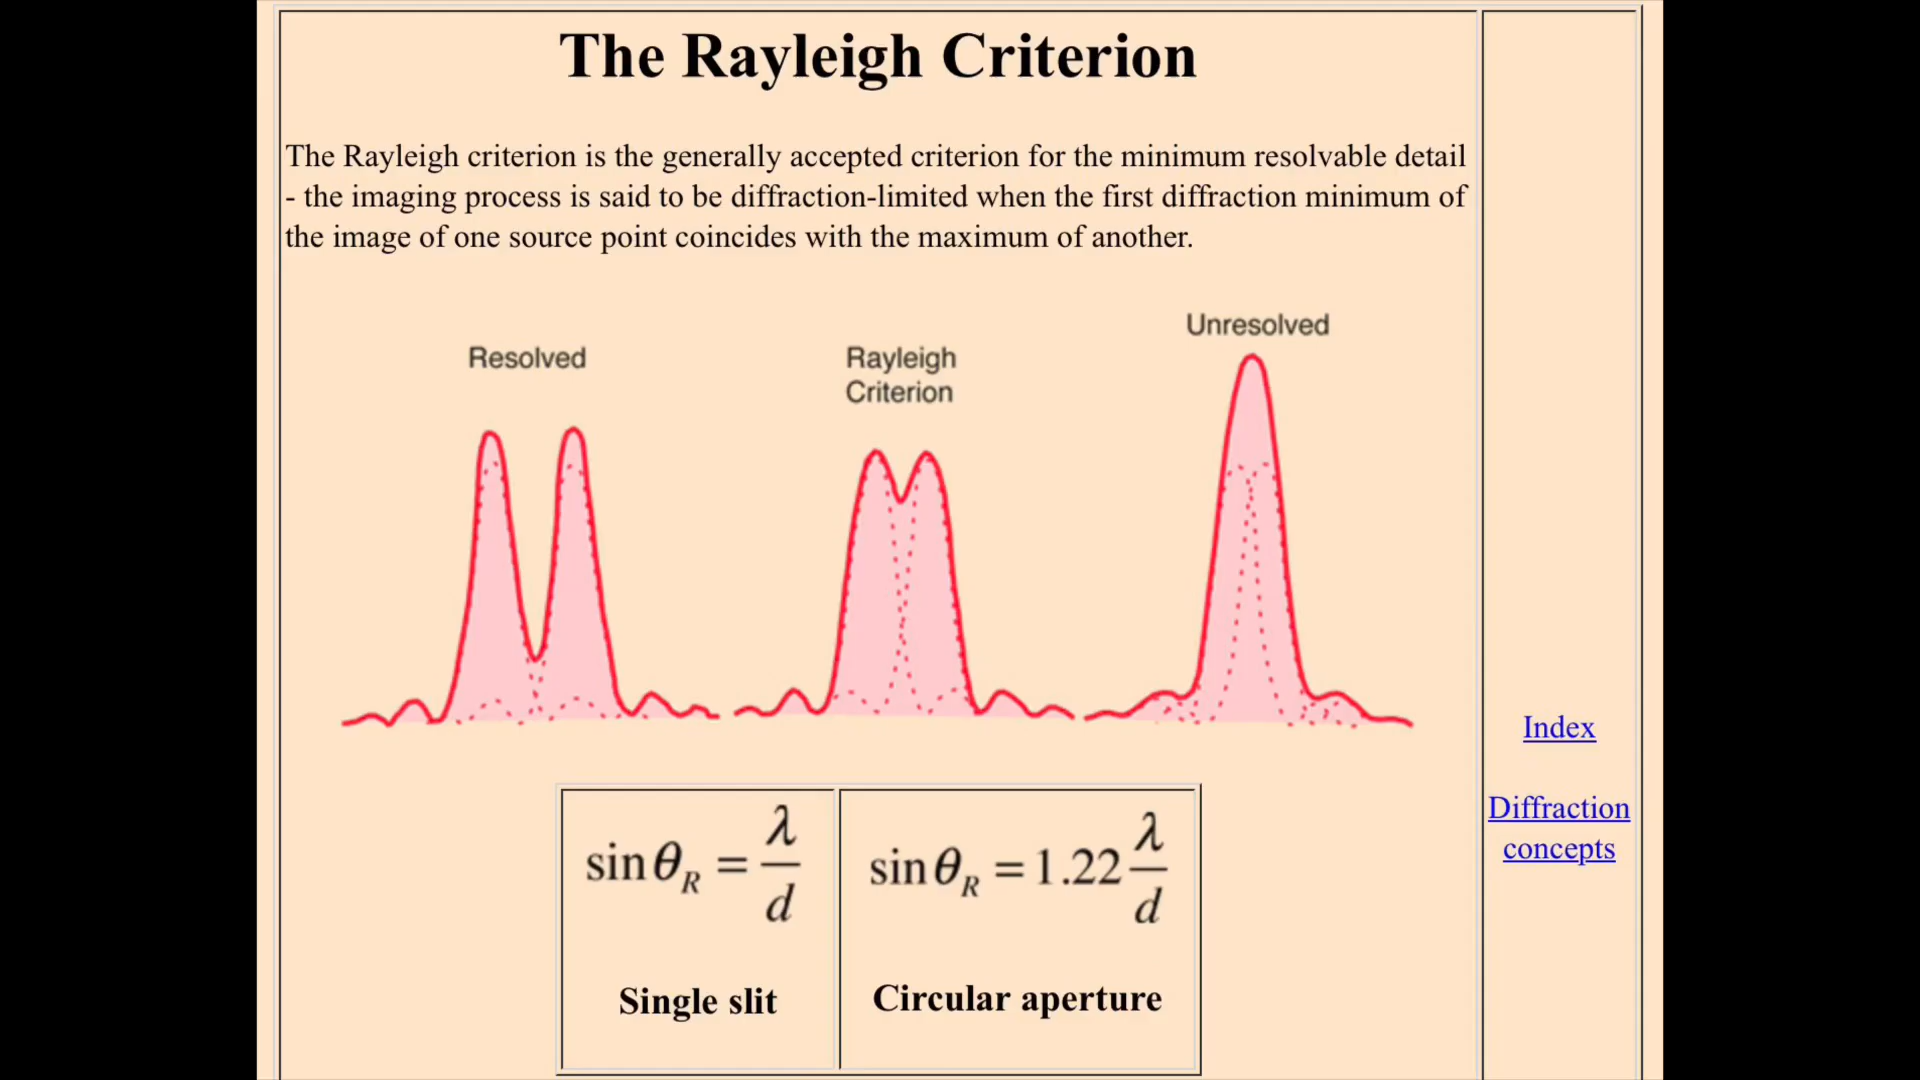 The Rayleigh Criterion
The Rayleigh criterion is the generally accepted criterion for the minimum resolvable detail
- the imaging process is said to be diffraction-limited when the first diffraction minimum of
the image of one source point coincides with the maximum of another.
Resolved
Rayleigh
Criterion
Unresolved
sin θ_R = λ/d
Single slit
sin θ_R = 1.22 λ/d
Circular aperture
Index
Diffraction
concepts